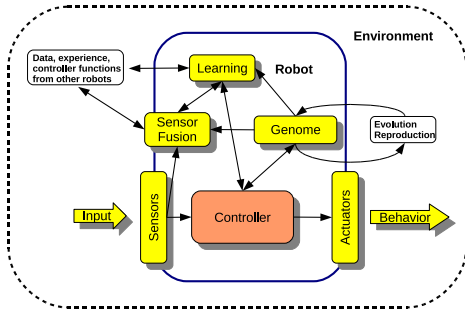 Environment
Data, experience,
controller functions
from other robots
Learning
Robot
Sensor
Fusion
Genome
Evolution
Reproduction
Input
Sensors
Controller
Actuators
Behavior